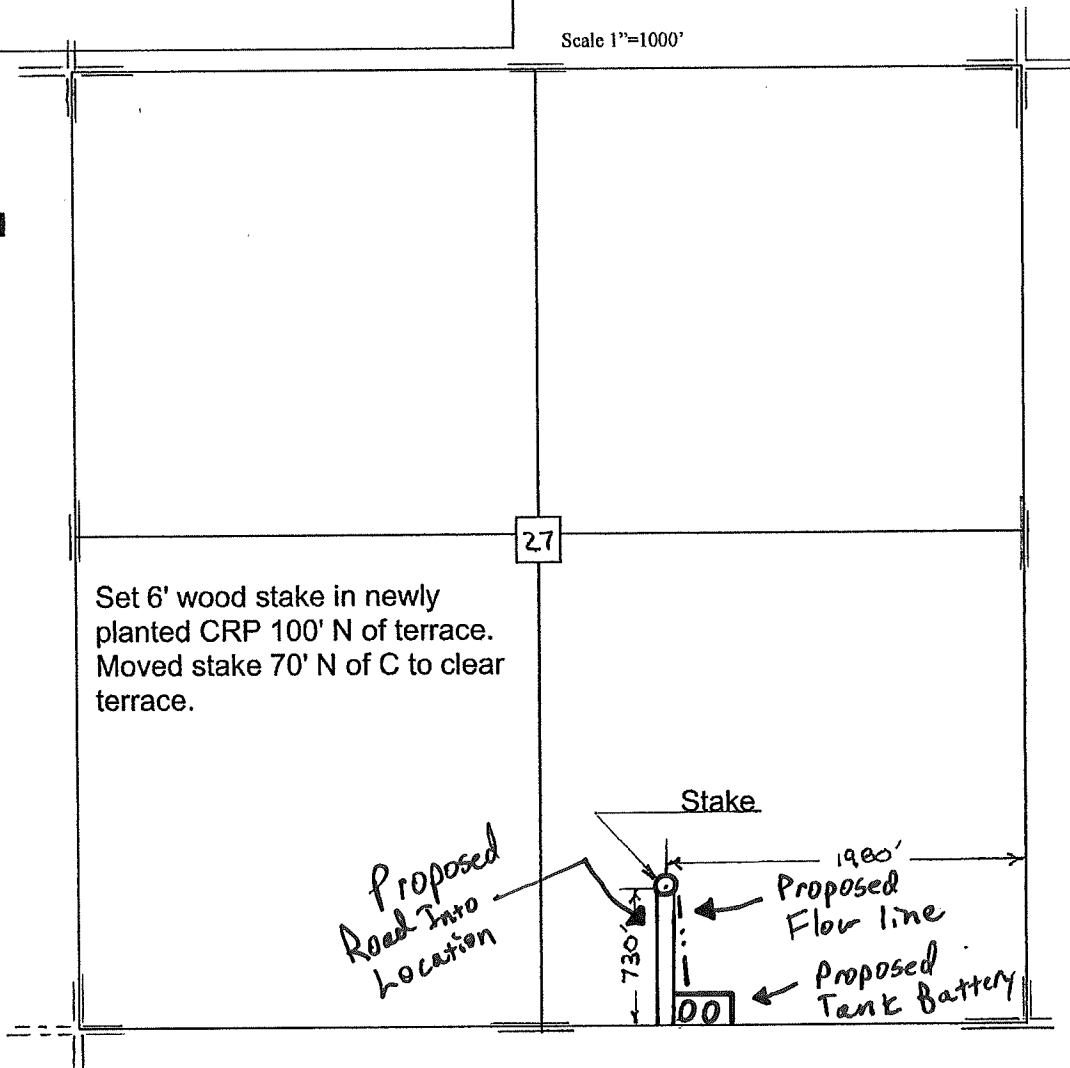 Scale 1”=1000’
27
Set 6' wood stake in newly
planted CRP 100' N of terrace.
Moved stake 70' N of C to clear
terrace.
Stake
1980'
Proposed
Road Into
Location
730'
Proposed
Flow line
Proposed
Tank Battery